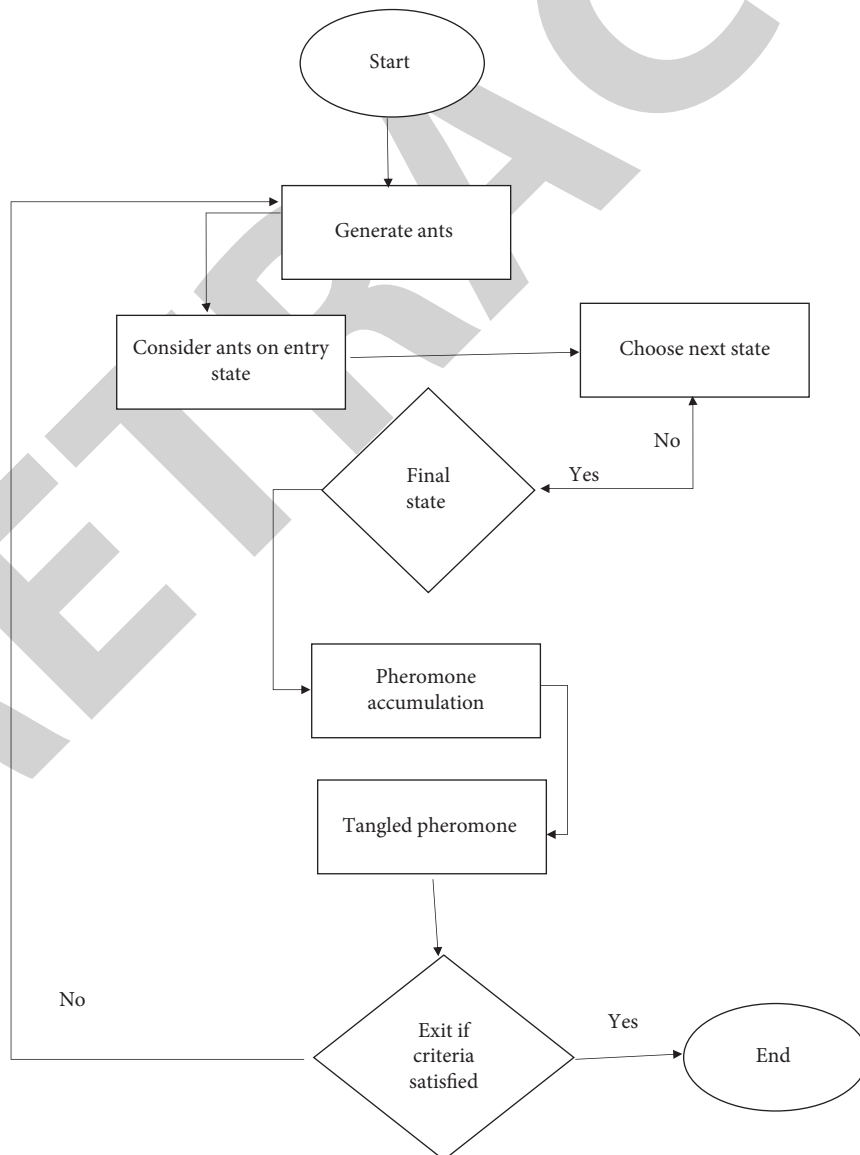 Start
Generate ants
Consider ants on entry
state
Choose next state
No
Yes
Final
state
Pheromone
accumulation
Tangled pheromone
No
Exit if
criteria
satisfied
Yes
End
ETRAC